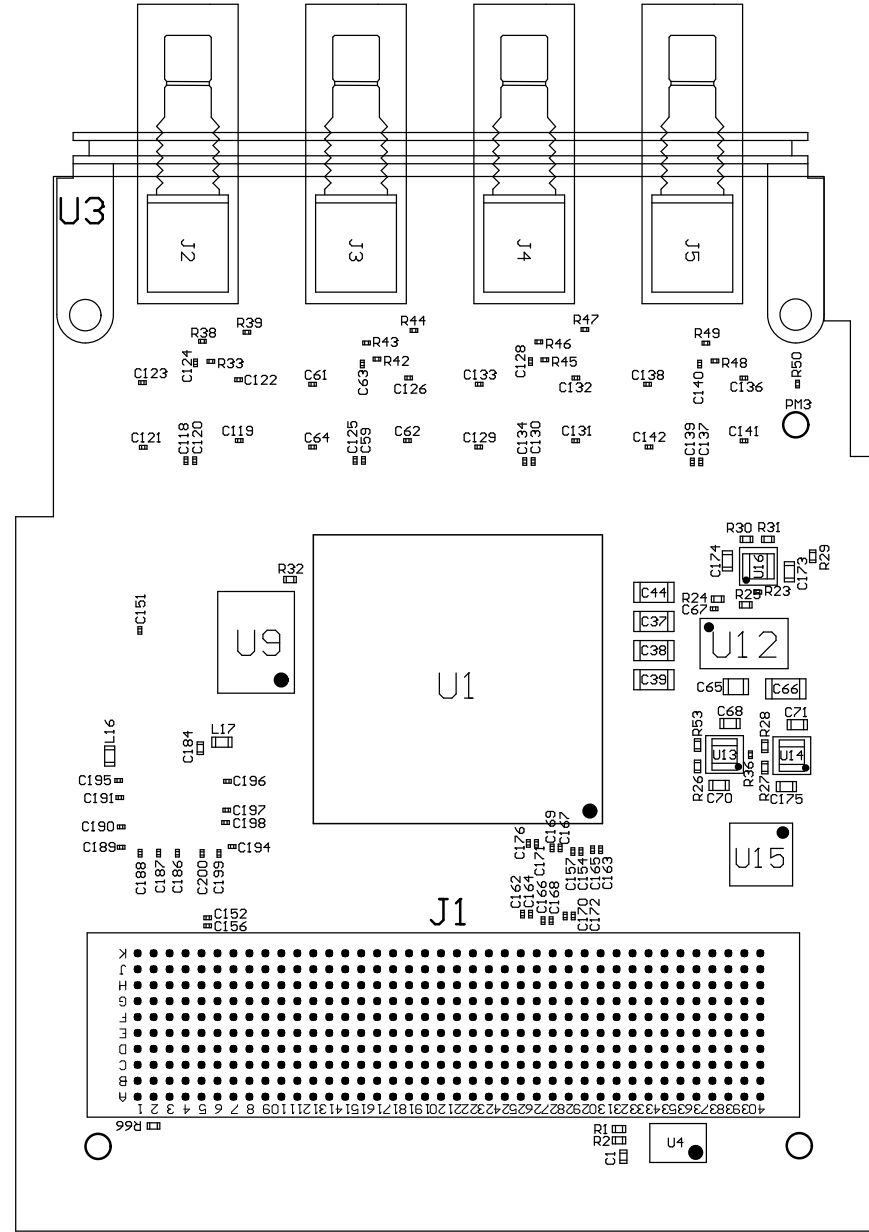 U3
J2 J3 J4 J5
R38 R39 R43 R44 R46 R47 R49
C124 R33 C63 R42 C128 R45 C140 R48 R50
C123 C122 C61 C126 C133 C132 C138 C136
PM3
C121 C118 C120 C119 C64 C125 C59 C62 C129 C134 C130 C131 C142 C139 C137 C141
R30 R31
C174 U16 C173 R29
R32
C44 R24 R25 R23
C67
C151
C37
U9 U12
C38
U1
C39 C65 C66
C68 C71
L16 C184 L17 R53 R28
U13 R36 U14
C195 C196 R26 R27
C70 C175
C191
C197
C190 C198
C176 C171 C169 C167
C189 C194
C157 C154 C165 C163
U15
C188 C187 C186 C200 C199
C162 C164 C166 C168 C170 C172
J1
C152
C156
K
J
H
G
F
E
D
C
B
A
1 2 3 4 5 6 7 8 9 10 11 12 13 14 15 16 17 18 19 20 21 22 23 24 25 26 27 28 29 30 31 32 33 34 35 36 37 38 39 40
R66
R1
R2 U4
C1